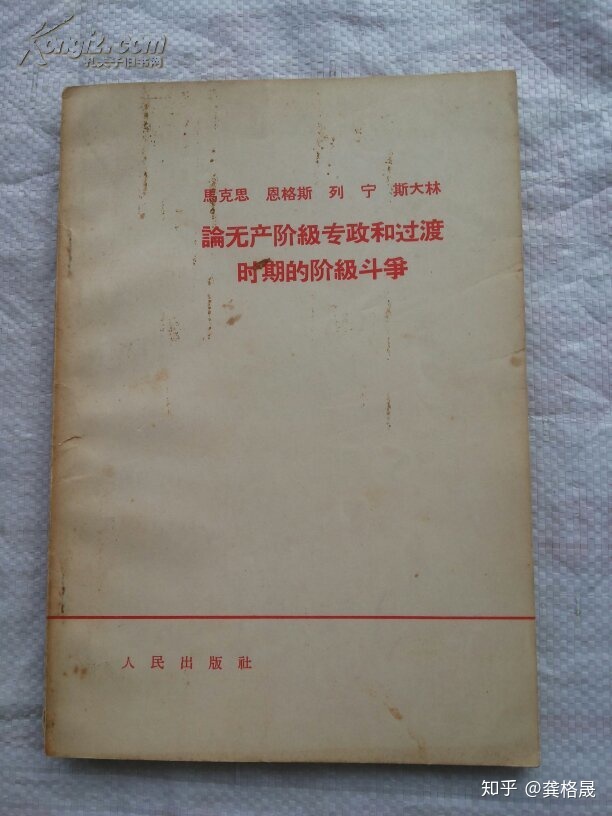 Kongfz.com
孔夫子旧书网
馬克思 恩格斯 列宁 斯大林
論无产阶級专政和过渡
时期的阶級斗爭
人民出版社
知乎 @龚格晟